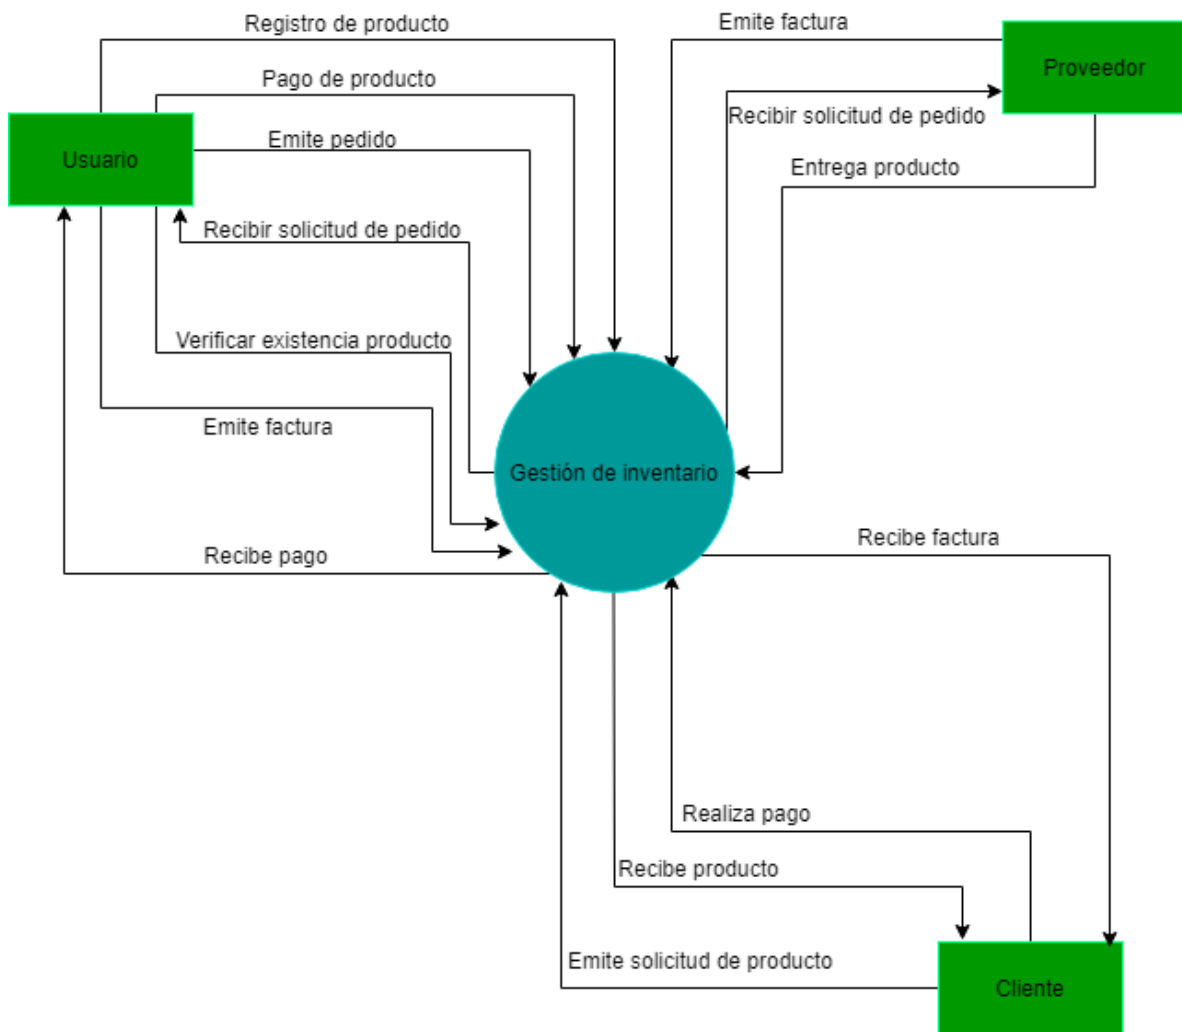 Registro de producto
Emite factura
Proveedor
Pago de producto
Recibir solicitud de pedido
Emite pedido
Usuario
Entrega producto
Recibir solicitud de pedido
Verificar existencia producto
Emite factura
Gestión de inventario
Recibe pago
Recibe factura
Realiza pago
Recibe producto
Emite solicitud de producto
Cliente